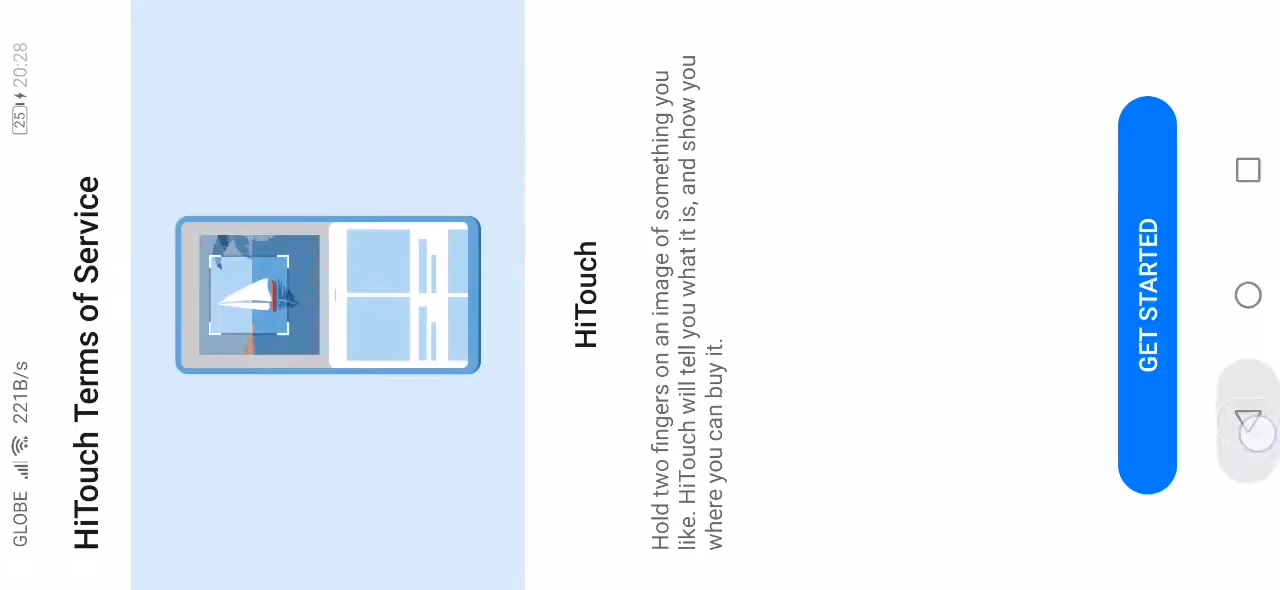 GLOBE 221B/s 25 20:28
HiTouch Terms of Service
HiTouch
Hold two fingers on an image of something you
like. HiTouch will tell you what it is, and show you
where you can buy it.
GET STARTED